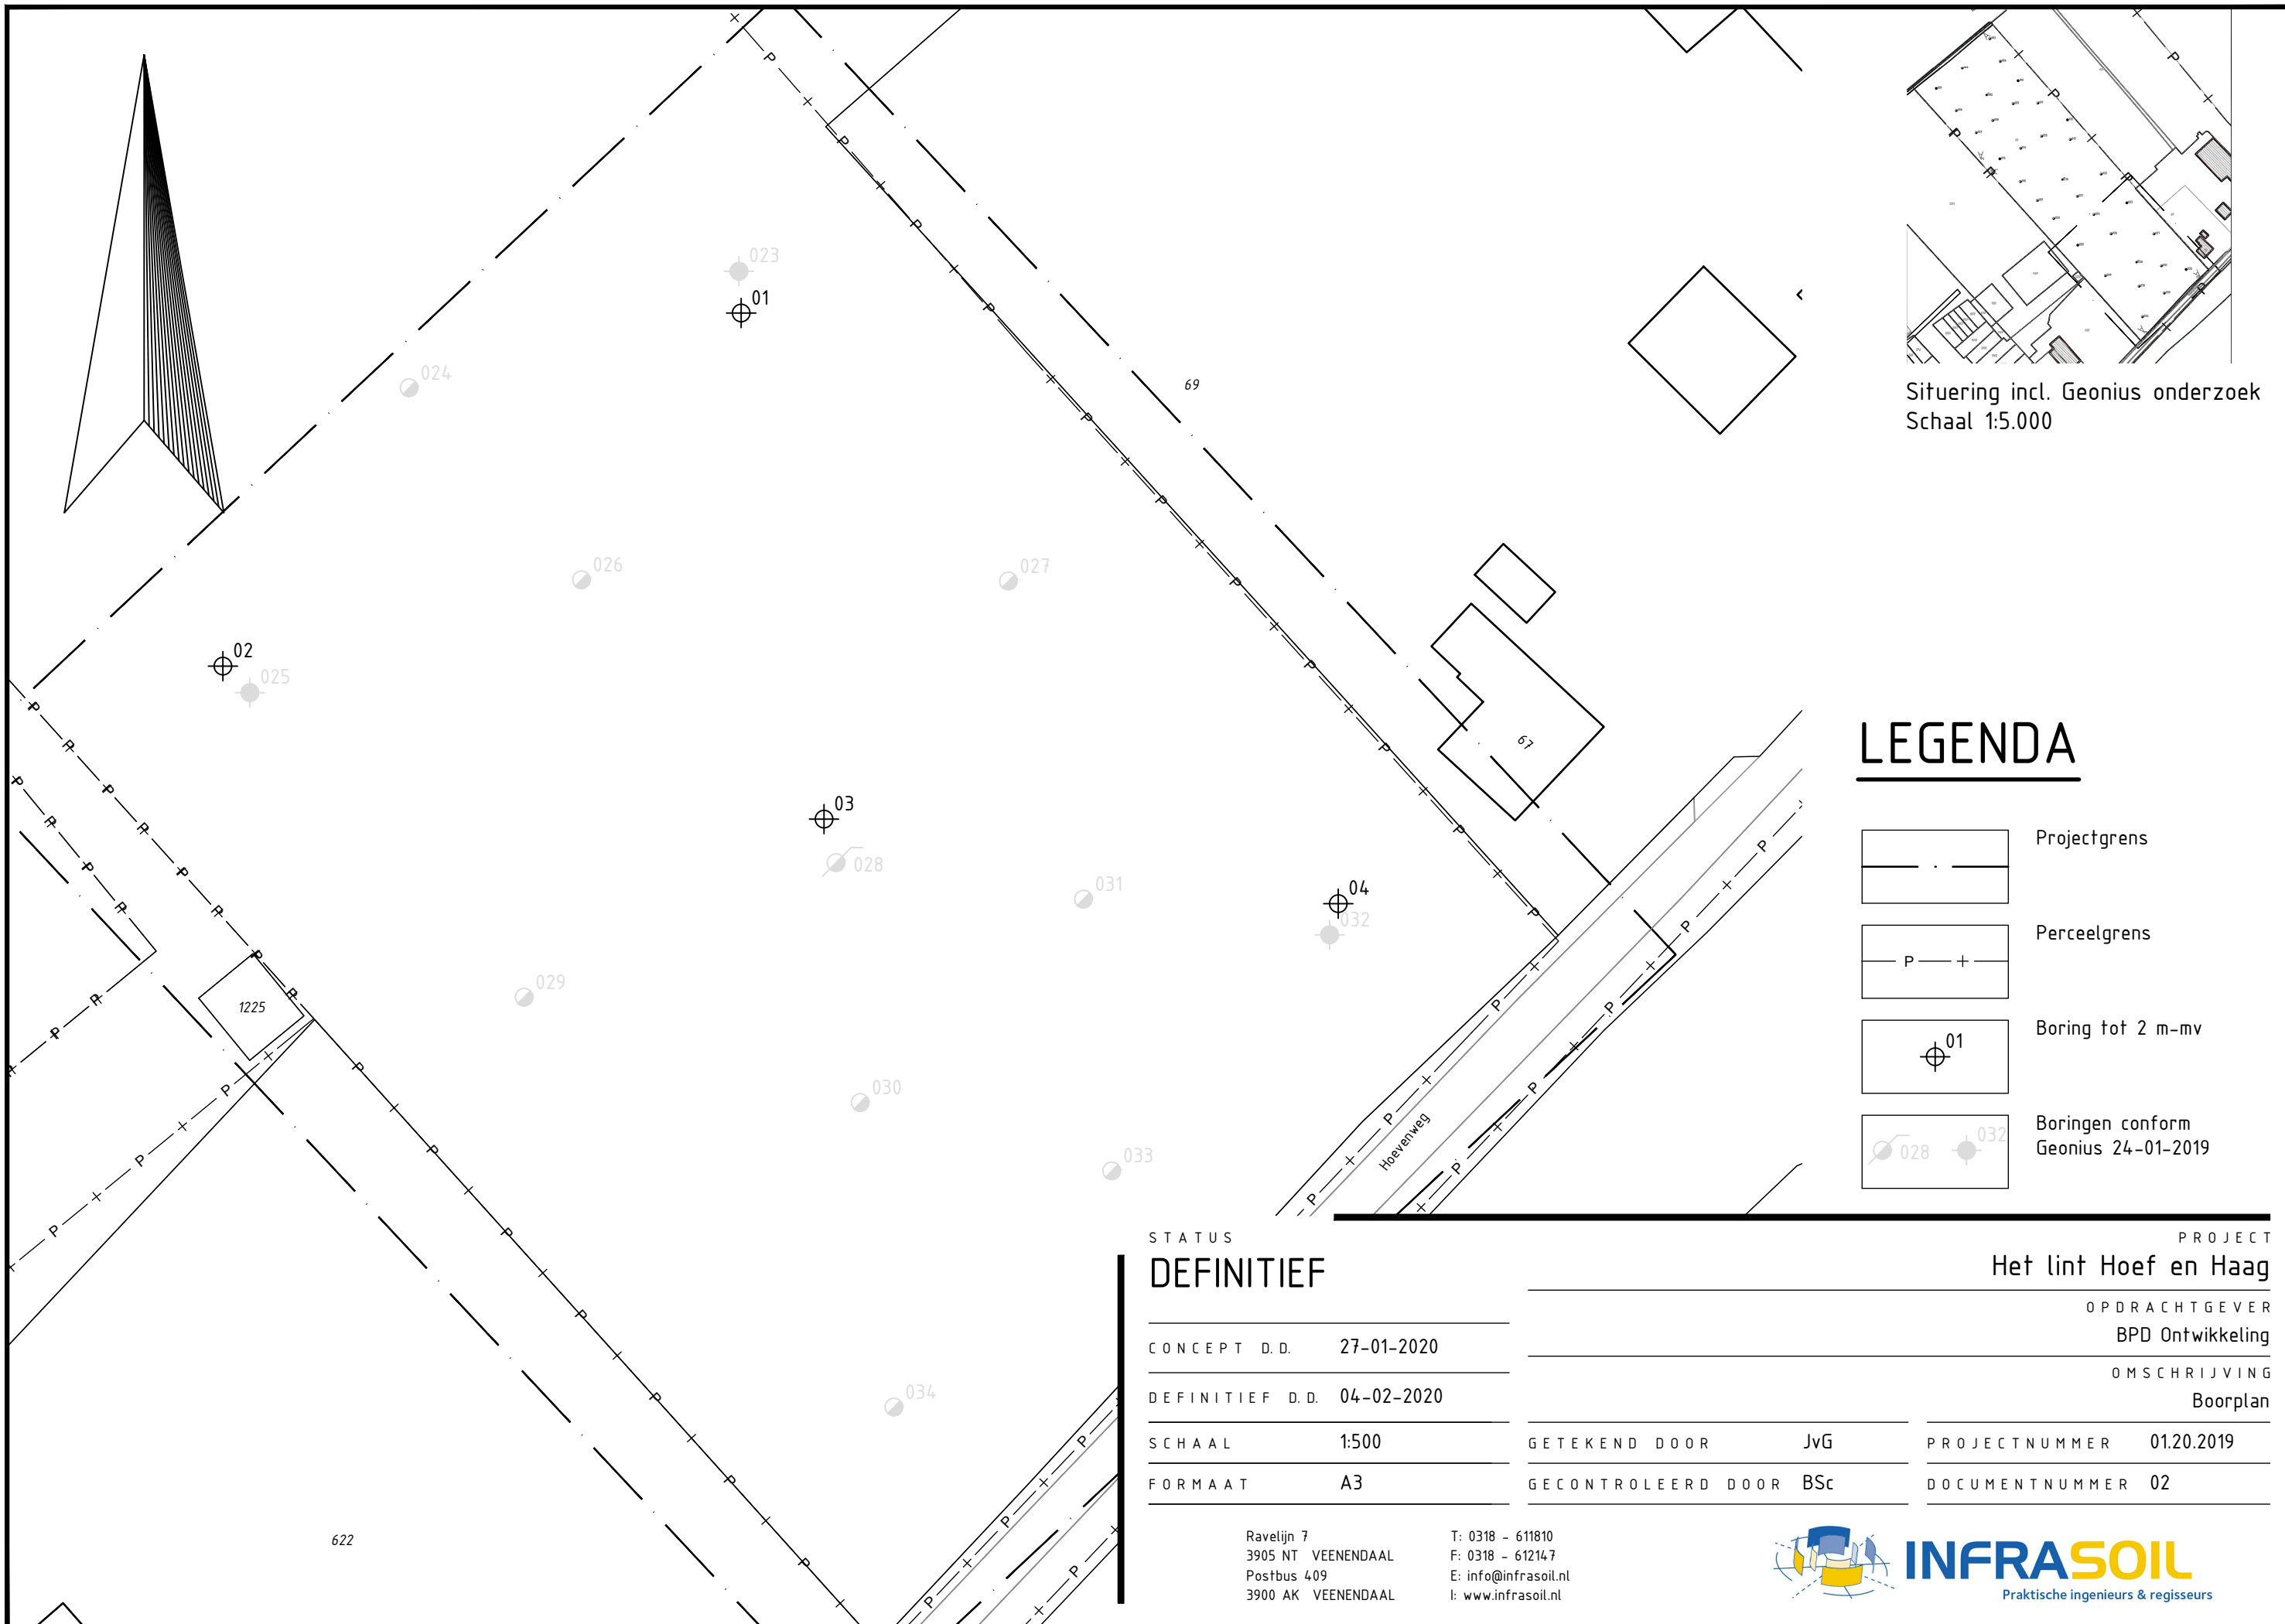 023
01
024
69
Situering incl. Geonius onderzoek
Schaal 1:5.000
026
027
02
025
67
LEGENDA
03
028
Projectgrens
031
04
032
Perceelgrens
P
029
1225
Boring tot 2 m-mv
01
030
Hoevenweg
033
Boringen conform
Geonius 24-01-2019
028
032
034
622
STATUS
DEFINITIEF
CONCEPT D.D. 27-01-2020
DEFINITIEF D.D. 04-02-2020
SCHAAL 1:500
FORMAAT A3
PROJECT
Het lint Hoef en Haag
OPDRACHTGEVER
BPD Ontwikkeling
OMSCHRIJVING
Boorplan
GETEKEND DOOR JvG
GECONTROLEERD DOOR BSc
PROJECTNUMMER 01.20.2019
DOCUMENTNUMMER 02
Ravelijn 7
3905 NT VEENENDAAL
Postbus 409
3900 AK VEENENDAAL
T: 0318 - 611810
F: 0318 - 612147
E: info@infrasoil.nl
I: www.infrasoil.nl
INFRASOIL
Praktische ingenieurs & regisseurs